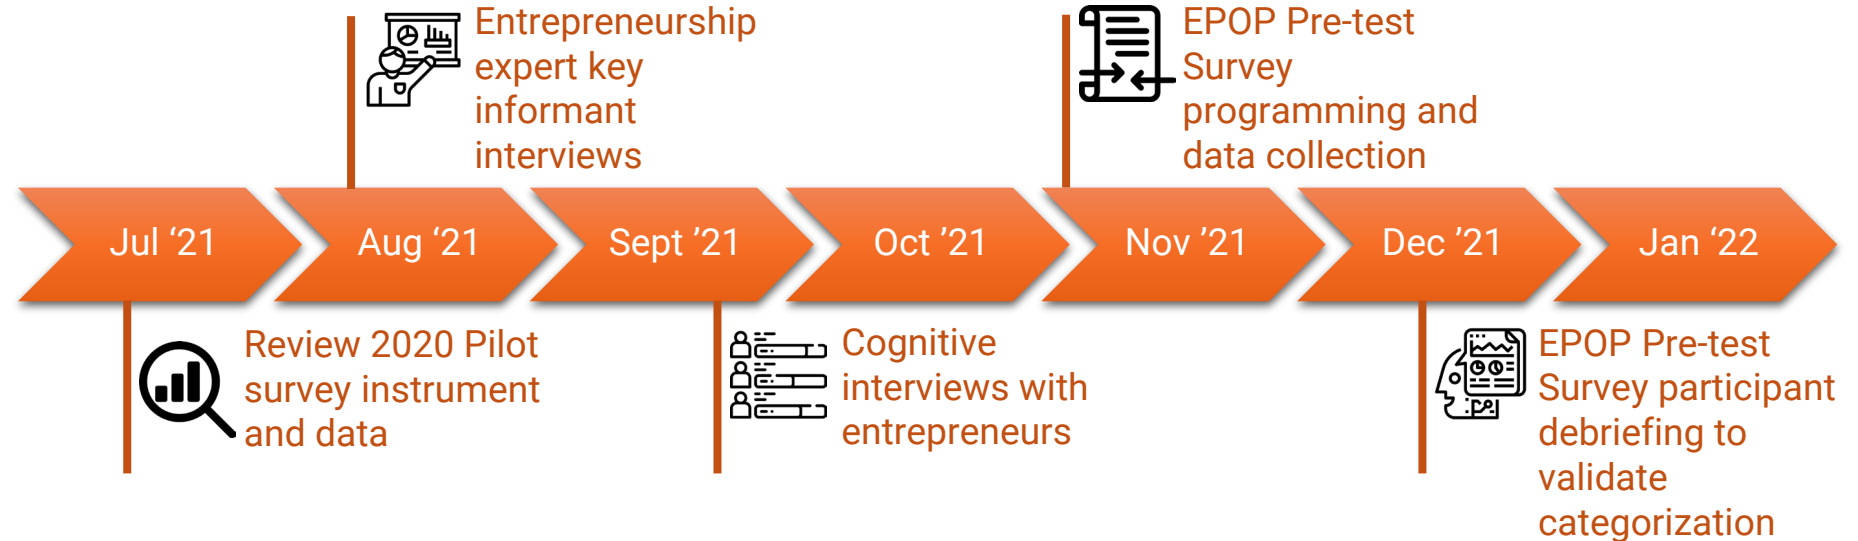 Entrepreneurship
expert key
informant
interviews
EPOP Pre-test
Survey
programming and
data collection
Jul ‘21
Aug ‘21
Sept ’21
Oct ’21
Nov ’21
Dec ’21
Jan ‘22
Review 2020 Pilot
survey instrument
and data
Cognitive
interviews with
entrepreneurs
EPOP Pre-test
Survey participant
debriefing to
validate
categorization